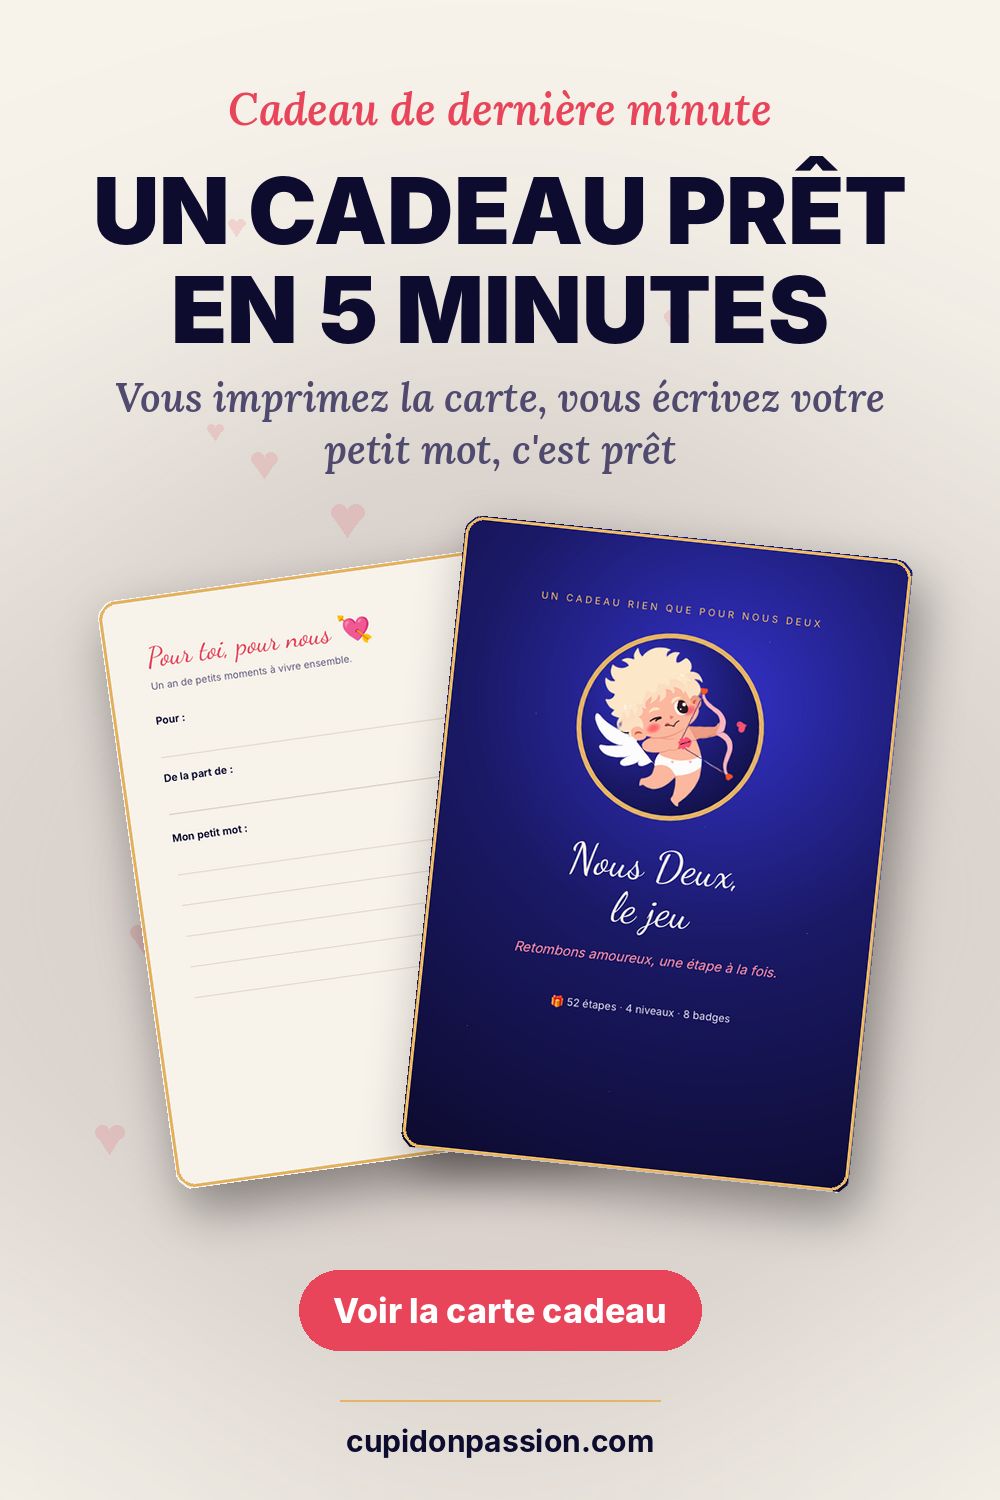 Cadeau de dernière minute
UN CADEAU PRÊT
EN 5 MINUTES
Vous imprimez la carte, vous écrivez votre
petit mot, c'est prêt
Pour toi, pour nous 💘
Un an de petits moments à vivre ensemble.
Pour :
De la part de :
Mon petit mot :
UN CADEAU RIEN QUE POUR NOUS DEUX
Nous Deux,
le jeu
Retombons amoureux, une étape à la fois.
🎁 52 étapes · 4 niveaux · 8 badges
Voir la carte cadeau
cupidonpassion.com